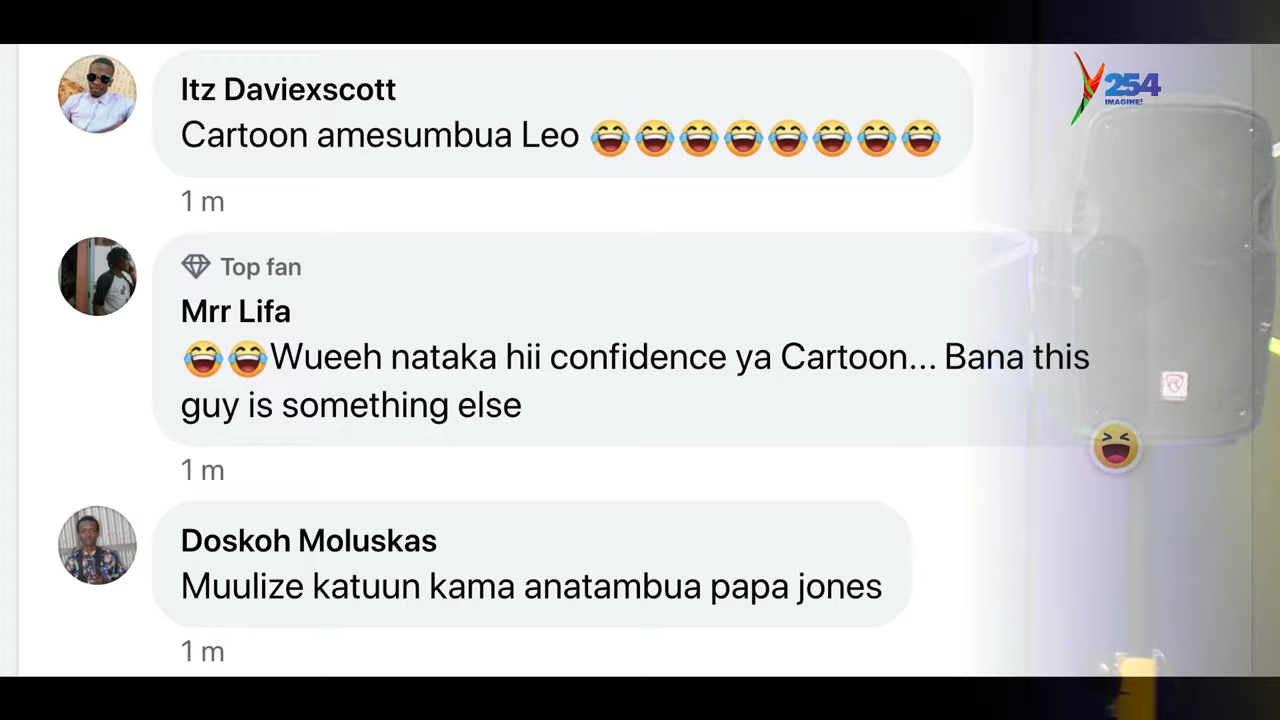 Itz Daviexscott
Cartoon amesumbua Leo 😂😂😂😂😂😂😂😂
1 m
Top fan
Mrr Lifa
😂😂Wueeh nataka hii confidence ya Cartoon... Bana this
guy is something else
1 m
Doskoh Moluskas
Muulize katuun kama anatambua papa jones
1 m
Y254
IMAGINE!